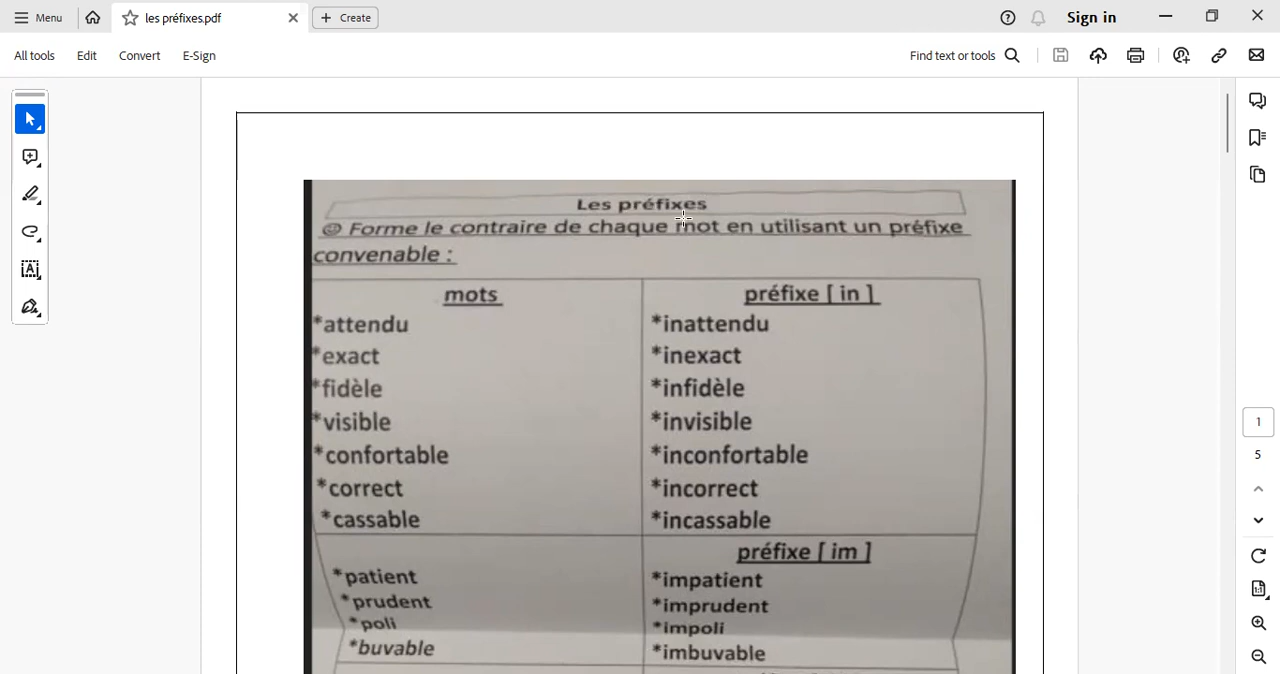 Menu
les préfixes.pdf
Create
Sign in
All tools
Edit
Convert
E-Sign
Find text or tools
Les préfixes
Forme le contraire de chaque mot en utilisant un préfixe
convenable :
mots préfixe [ in ]
*attendu *inattendu
*exact *inexact
*fidèle *infidèle
*visible *invisible
*confortable *inconfortable
*correct *incorrect
*cassable *incassable
préfixe [ im ]
*patient *impatient
*prudent *imprudent
*poli *impoli
*buvable *imbuvable
1
5